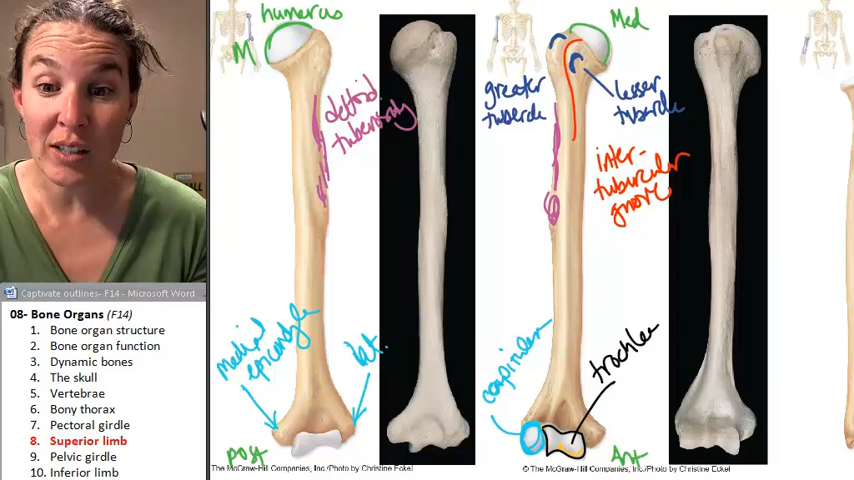 humerus
M
Med
deltoid
tuberosity
greater
tubercle
lesser
tubercle
inter-
tubercular
groove
medial
epicondyle
lat.
capitulum
trochlea
Post
Ant
The McGraw-Hill Companies, Inc./Photo by Christine Eckel
© The McGraw-Hill Companies, Inc./Photo by Christine Eckel
Captivate outlines- F14 - Microsoft Word
08- Bone Organs (F14)
1. Bone organ structure
2. Bone organ function
3. Dynamic bones
4. The skull
5. Vertebrae
6. Bony thorax
7. Pectoral girdle
8. Superior limb
9. Pelvic girdle
10. Inferior limb